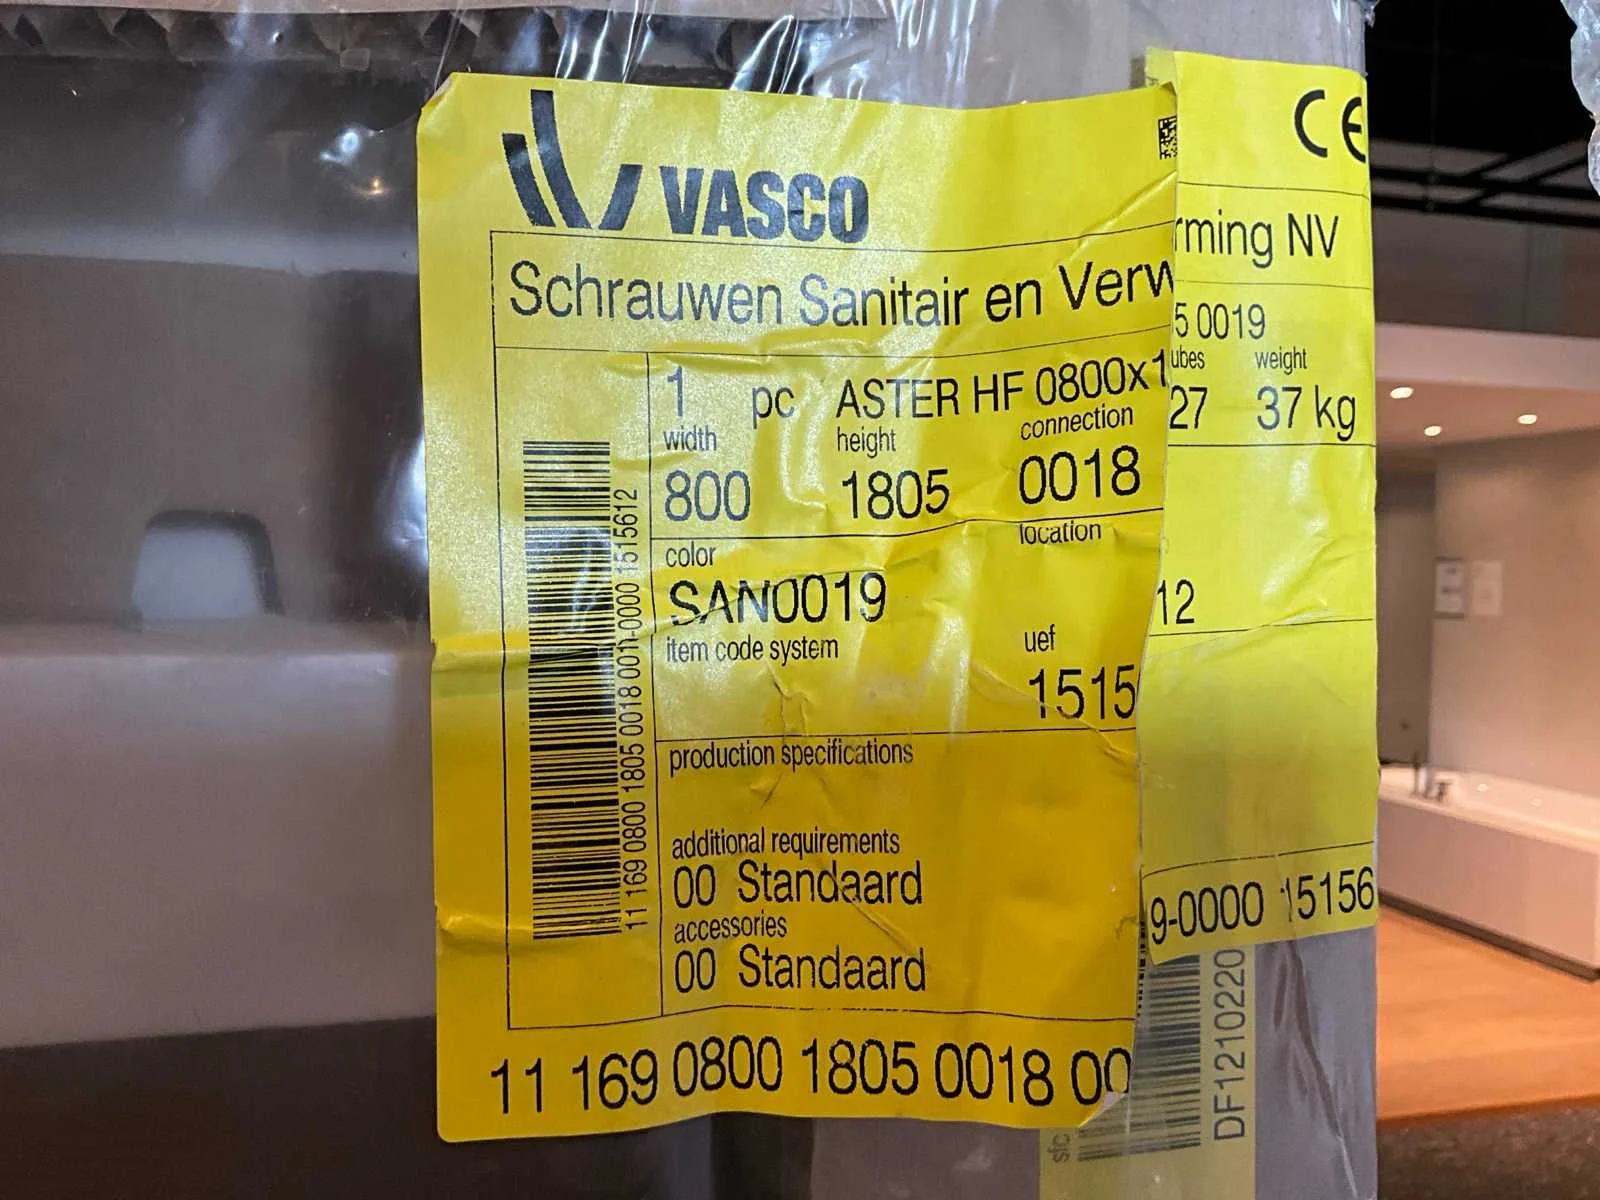 CE
VASCO
Schrauwen Sanitair en Verw rming NV
1 pc ASTER HF 0800x1 5 0019
width height connection ubes weight
800 1805 0018 27 37 kg
color location
SAN0019 12
item code system uef
1515
production specifications
additional requirements
00 Standaard
accessories
00 Standaard
11 169 0800 1805 0018 00 9-0000 15156
11 169 0800 1805 0018 0019-0000 1515612
DF1210220
sfc